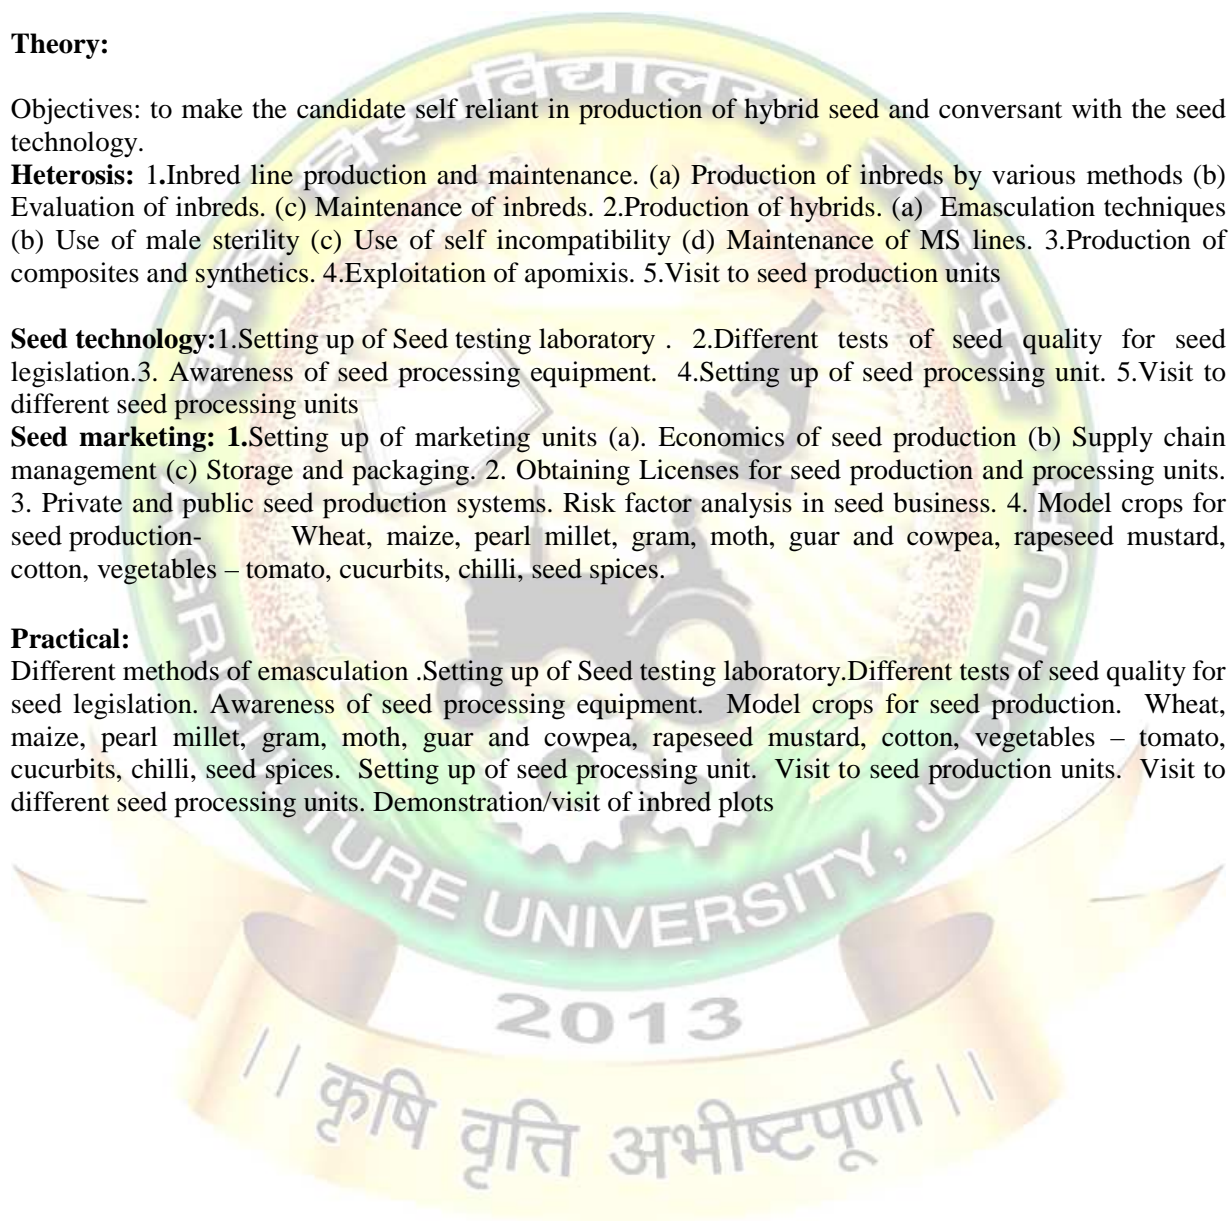 Theory:
Objectives: to make the candidate self reliant in production of hybrid seed and conversant with the seed
technology.
Heterosis: 1.Inbred line production and maintenance. (a) Production of inbreds by various methods (b)
Evaluation of inbreds. (c) Maintenance of inbreds. 2.Production of hybrids. (a) Emasculation techniques
(b) Use of male sterility (c) Use of self incompatibility (d) Maintenance of MS lines. 3.Production of
composites and synthetics. 4.Exploitation of apomixis. 5.Visit to seed production units
Seed technology:1.Setting up of Seed testing laboratory . 2.Different tests of seed quality for seed
legislation.3. Awareness of seed processing equipment. 4.Setting up of seed processing unit. 5.Visit to
different seed processing units
Seed marketing: 1.Setting up of marketing units (a). Economics of seed production (b) Supply chain
management (c) Storage and packaging. 2. Obtaining Licenses for seed production and processing units.
3. Private and public seed production systems. Risk factor analysis in seed business. 4. Model crops for
seed production- Wheat, maize, pearl millet, gram, moth, guar and cowpea, rapeseed mustard,
cotton, vegetables – tomato, cucurbits, chilli, seed spices.
Practical:
Different methods of emasculation .Setting up of Seed testing laboratory.Different tests of seed quality for
seed legislation. Awareness of seed processing equipment. Model crops for seed production. Wheat,
maize, pearl millet, gram, moth, guar and cowpea, rapeseed mustard, cotton, vegetables – tomato,
cucurbits, chilli, seed spices. Setting up of seed processing unit. Visit to seed production units. Visit to
different seed processing units. Demonstration/visit of inbred plots
कृषि विश्वविद्यालय, जोधपुर
AGRICULTURE UNIVERSITY, JODHPUR
2013
|| कृषि वृत्ति अभीष्टपूर्णा ||